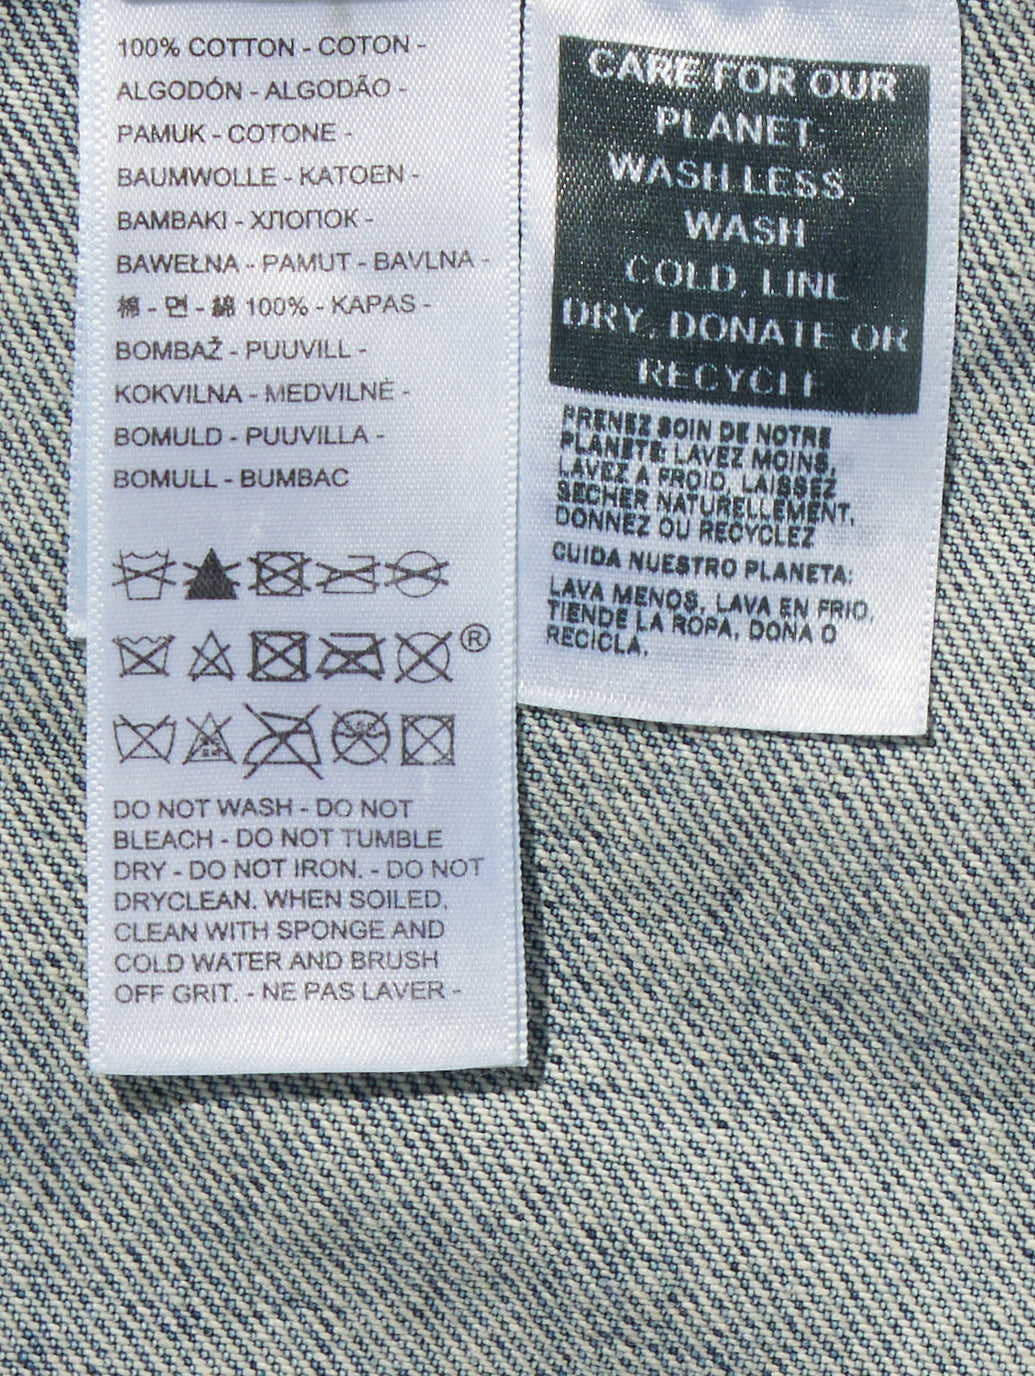 100% COTTON - COTON -
ALGODÓN - ALGODÃO -
PAMUK - COTONE -
BAUMWOLLE - KATOEN -
BAMBAKI - ХЛОПОК -
BAWEŁNA - PAMUT - BAVLNA -
棉 - 면 - 綿 100% - KAPAS -
BOMBAŽ - PUUVILL -
KOKVILNA - MEDVILNĖ -
BOMULD - PUUVILLA -
BOMULL - BUMBAC
®
DO NOT WASH - DO NOT
BLEACH - DO NOT TUMBLE
DRY - DO NOT IRON. - DO NOT
DRYCLEAN. WHEN SOILED,
CLEAN WITH SPONGE AND
COLD WATER AND BRUSH
OFF GRIT. - NE PAS LAVER -
CARE FOR OUR
PLANET:
WASH LESS,
WASH
COLD, LINE
DRY, DONATE OR
RECYCLE
PRENEZ SOIN DE NOTRE
PLANETE: LAVEZ MOINS,
LAVEZ A FROID, LAISSEZ
SECHER NATURELLEMENT,
DONNEZ OU RECYCLEZ
CUIDA NUESTRO PLANETA:
LAVA MENOS, LAVA EN FRIO,
TIENDE LA ROPA, DONA O
RECICLA.